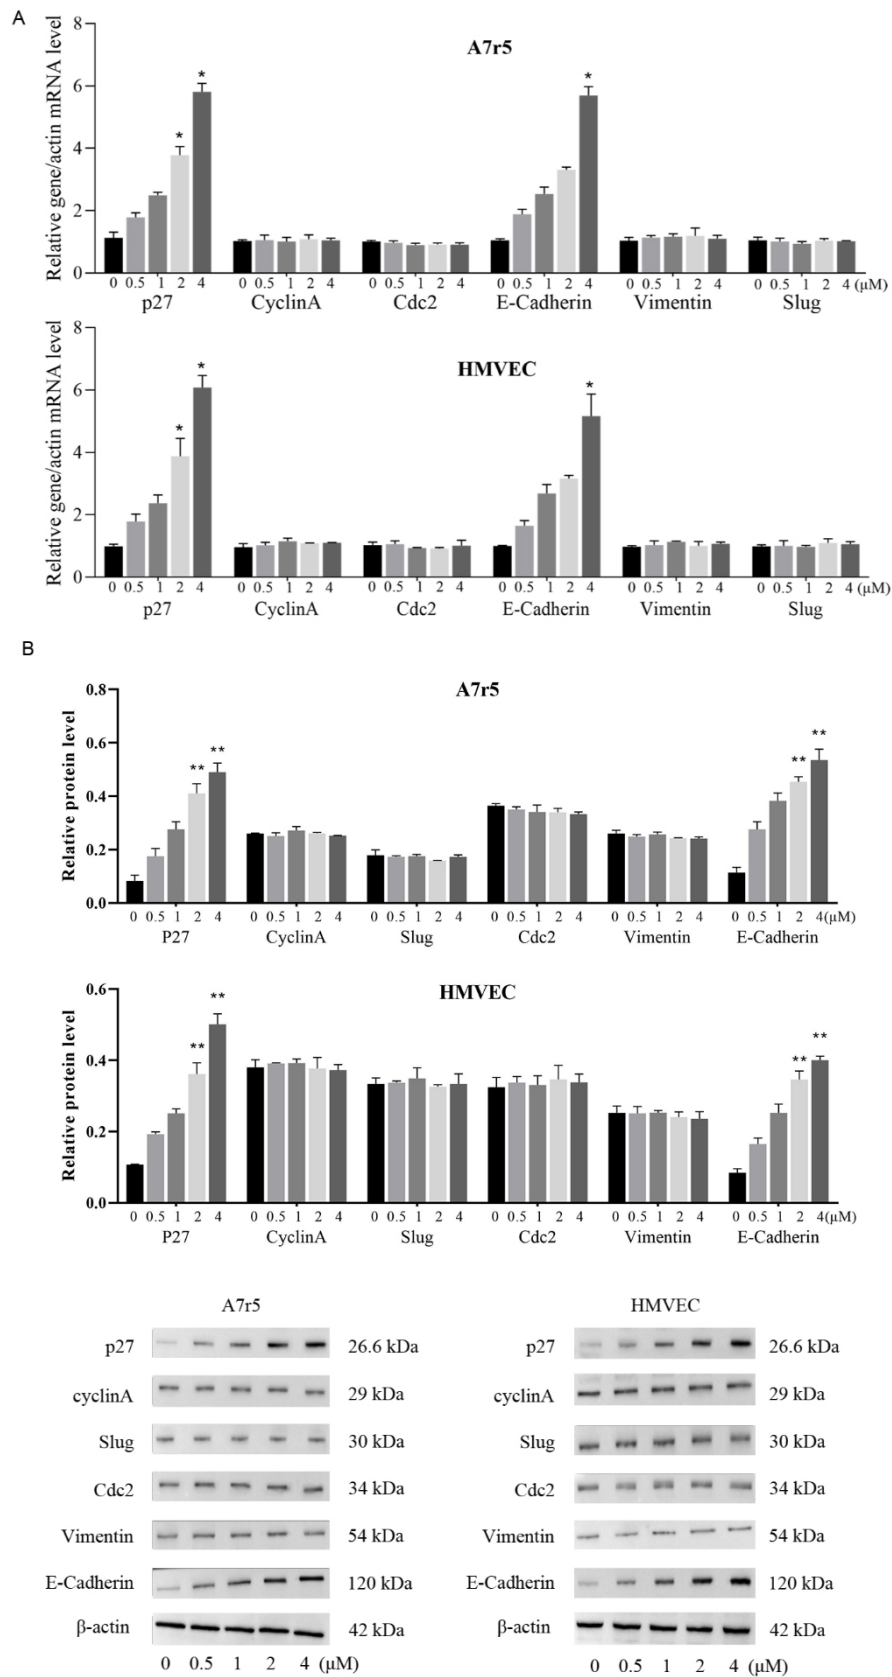 A
A7r5
Relative gene/actin mRNA level
8
6
4
2
0
* * *
0 0.5 1 2 4 0 0.5 1 2 4 0 0.5 1 2 4 0 0.5 1 2 4 0 0.5 1 2 4 0 0.5 1 2 4 (μM)
p27 CyclinA Cdc2 E-Cadherin Vimentin Slug
HMVEC
Relative gene/actin mRNA level
8
6
4
2
0
* * *
0 0.5 1 2 4 0 0.5 1 2 4 0 0.5 1 2 4 0 0.5 1 2 4 0 0.5 1 2 4 0 0.5 1 2 4 (μM)
p27 CyclinA Cdc2 E-Cadherin Vimentin Slug
B
A7r5
Relative protein level
0.8
0.6
0.4
0.2
0.0
** ** ** **
0 0.5 1 2 4 0 0.5 1 2 4 0 0.5 1 2 4 0 0.5 1 2 4 0 0.5 1 2 4 0 0.5 1 2 4(μM)
P27 CyclinA Slug Cdc2 Vimentin E-Cadherin
HMVEC
Relative protein level
0.6
0.4
0.2
0.0
** ** ** **
0 0.5 1 2 4 0 0.5 1 2 4 0 0.5 1 2 4 0 0.5 1 2 4 0 0.5 1 2 4 0 0.5 1 2 4(μM)
P27 CyclinA Slug Cdc2 Vimentin E-Cadherin
A7r5
p27 26.6 kDa
cyclinA 29 kDa
Slug 30 kDa
Cdc2 34 kDa
Vimentin 54 kDa
E-Cadherin 120 kDa
β-actin 42 kDa
0 0.5 1 2 4 (μM)
HMVEC
p27 26.6 kDa
cyclinA 29 kDa
Slug 30 kDa
Cdc2 34 kDa
Vimentin 54 kDa
E-Cadherin 120 kDa
β-actin 42 kDa
0 0.5 1 2 4 (μM)